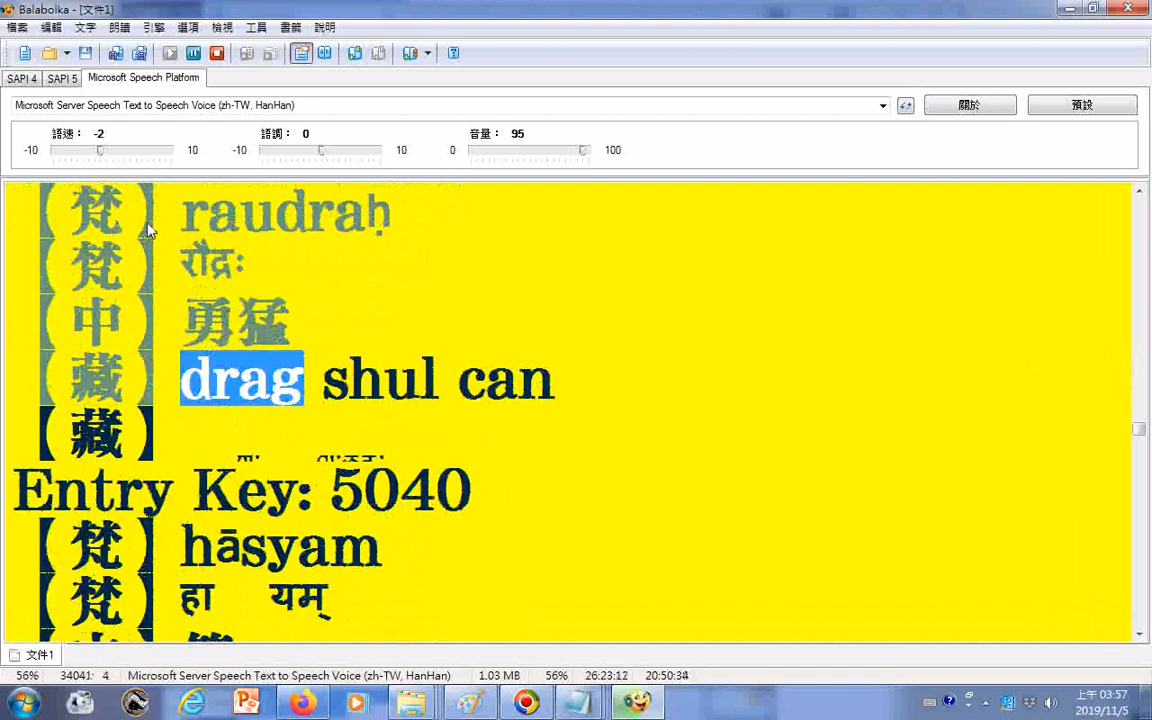 Balabolka - [文件1]
檔案 編輯 文字 朗讀 引擎 選項 檢視 工具 書籤 說明
SAPI 4 SAPI 5 Microsoft Speech Platform
Microsoft Server Speech Text to Speech Voice (zh-TW, HanHan) 關於 預設
語速： -2 語調： 0 音量： 95
-10 10 -10 10 0 100
【梵】 raudraḥ
【梵】 रौद्रः
【中】 勇猛
【藏】 drag shul can
【藏】
Entry Key: 5040
【梵】 hāsyam
【梵】 हा यम्
文件1
56% 34041: 4 Microsoft Server Speech Text to Speech Voice (zh-TW, HanHan) 1.03 MB 56% 26:23:12 20:50:34
上午 03:57
2019/11/5